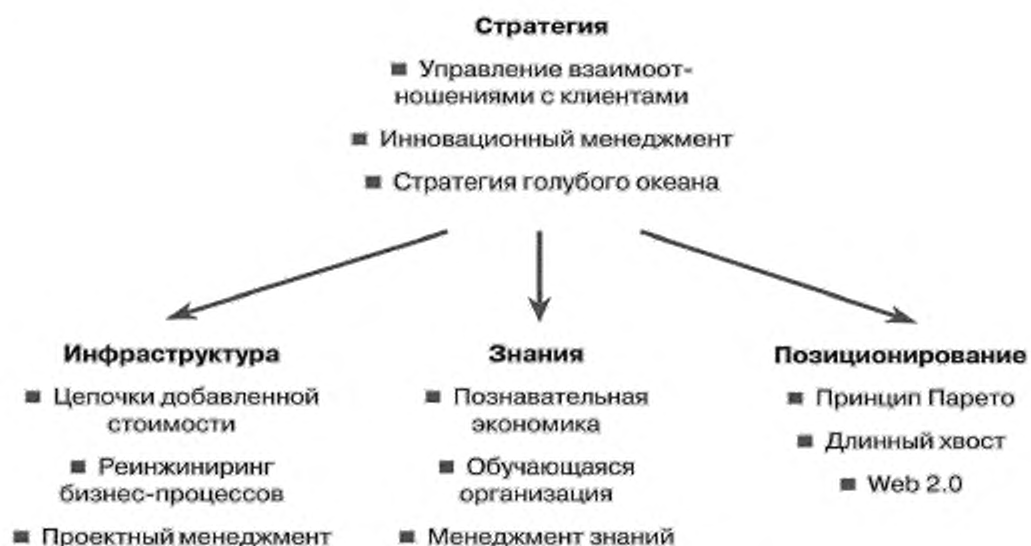 Стратегия
■ Управление взаимоот-
ношениями с клиентами
■ Инновационный менеджмент
■ Стратегия голубого океана
Инфраструктура
■ Цепочки добавленной
стоимости
■ Реинжиниринг
бизнес-процессов
■ Проектный менеджмент
Знания
■ Познавательная
экономика
■ Обучающаяся
организация
■ Менеджмент знаний
Позиционирование
■ Принцип Парето
■ Длинный хвост
■ Web 2.0